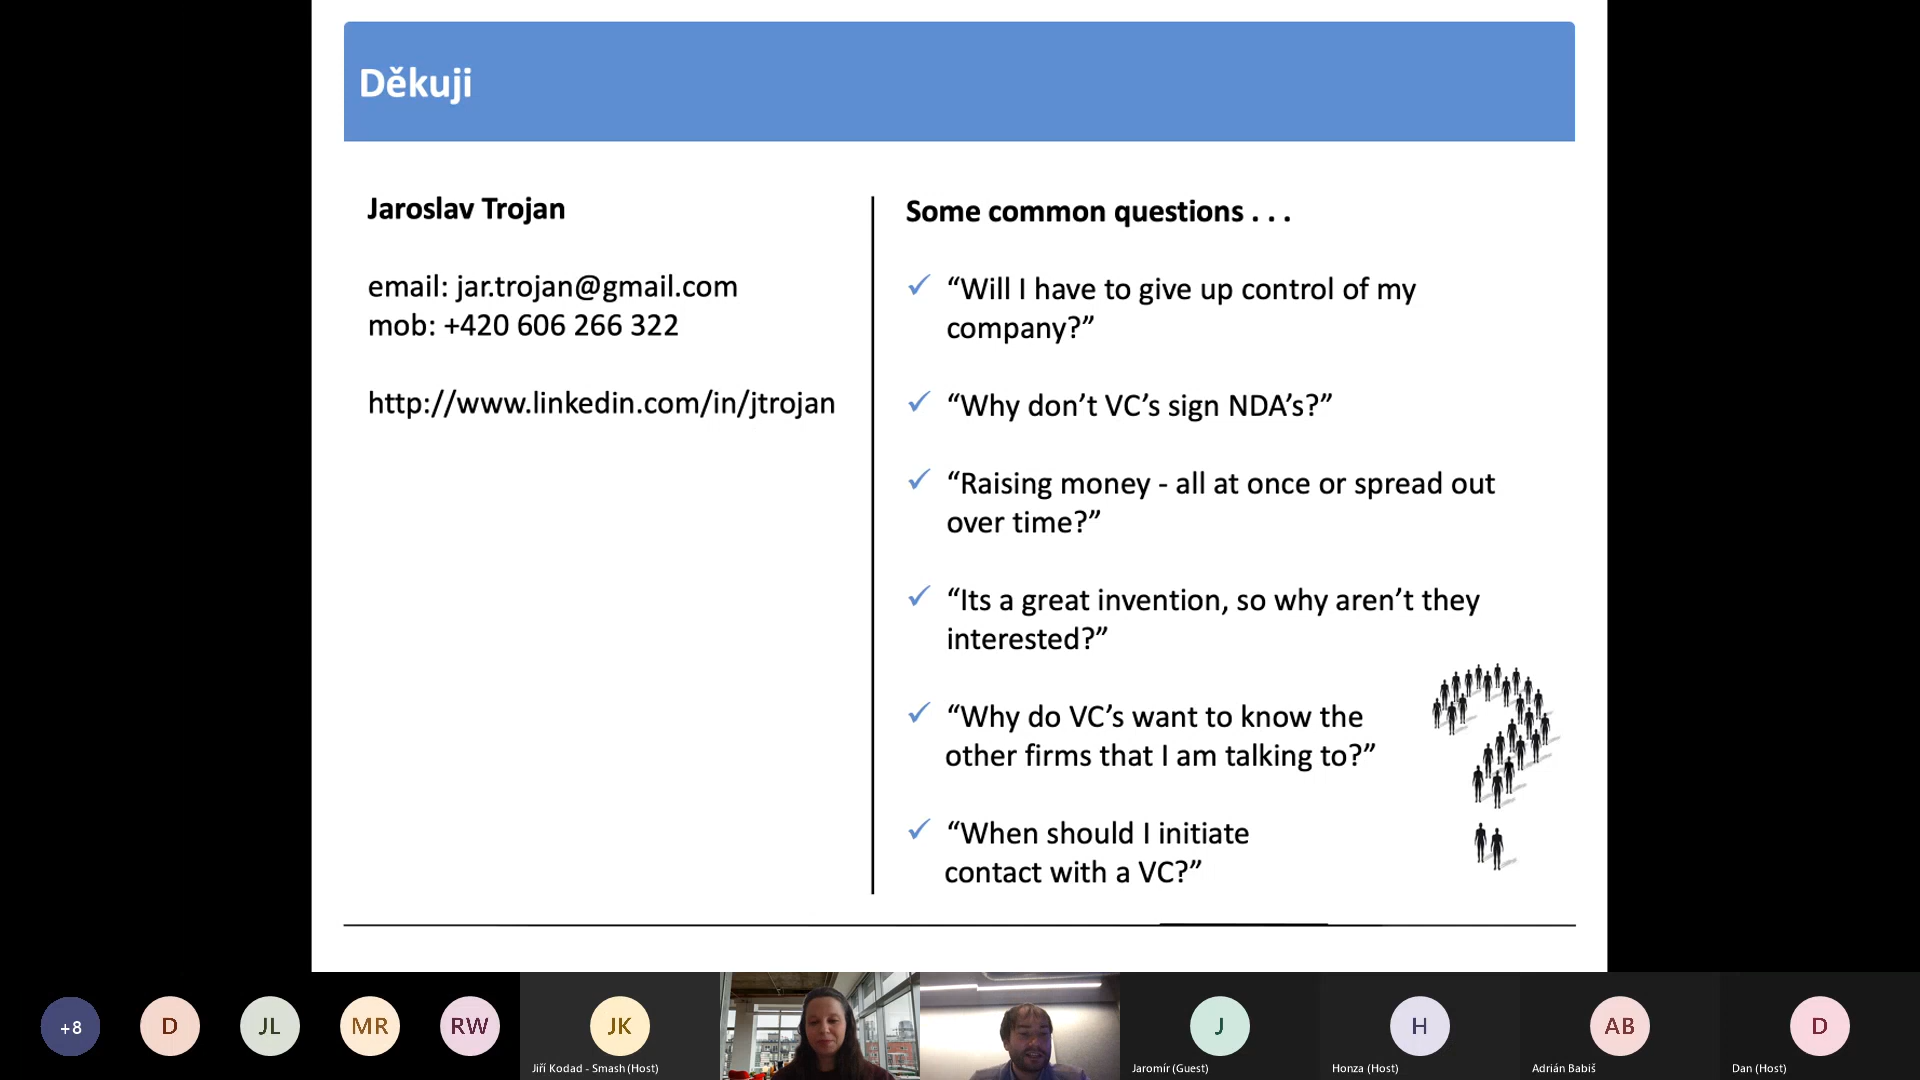 Děkuji
Jaroslav Trojan
email: jar.trojan@gmail.com
mob: +420 606 266 322
http://www.linkedin.com/in/jtrojan
Some common questions . . .
✓ “Will I have to give up control of my
company?”
✓ “Why don’t VC’s sign NDA’s?”
✓ “Raising money - all at once or spread out
over time?”
✓ “Its a great invention, so why aren’t they
interested?”
✓ “Why do VC’s want to know the
other firms that I am talking to?”
✓ “When should I initiate
contact with a VC?”
+8
D
JL
MR
RW
JK
Jiří Kodad - Smash (Host)
J
Jaromír (Guest)
H
Honza (Host)
AB
Adrián Babiš
D
Dan (Host)